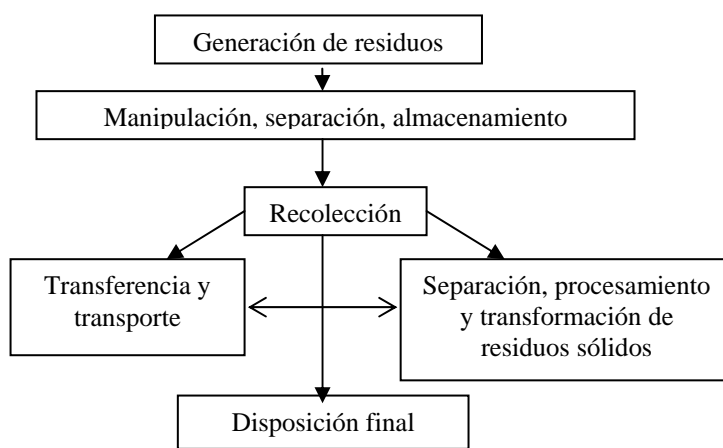 Generación de residuos
Manipulación, separación, almacenamiento
Recolección
Transferencia y
transporte
Separación, procesamiento
y transformación de
residuos sólidos
Disposición final